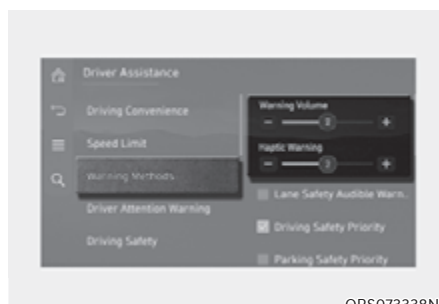 Driver Assistance
Driving Convenience
Speed Limit
Warning Methods
Driver Attention Warning
Driving Safety
Warning Volume
Haptic Warning
Lane Safety Audible Warn..
Driving Safety Priority
Parking Safety Priority